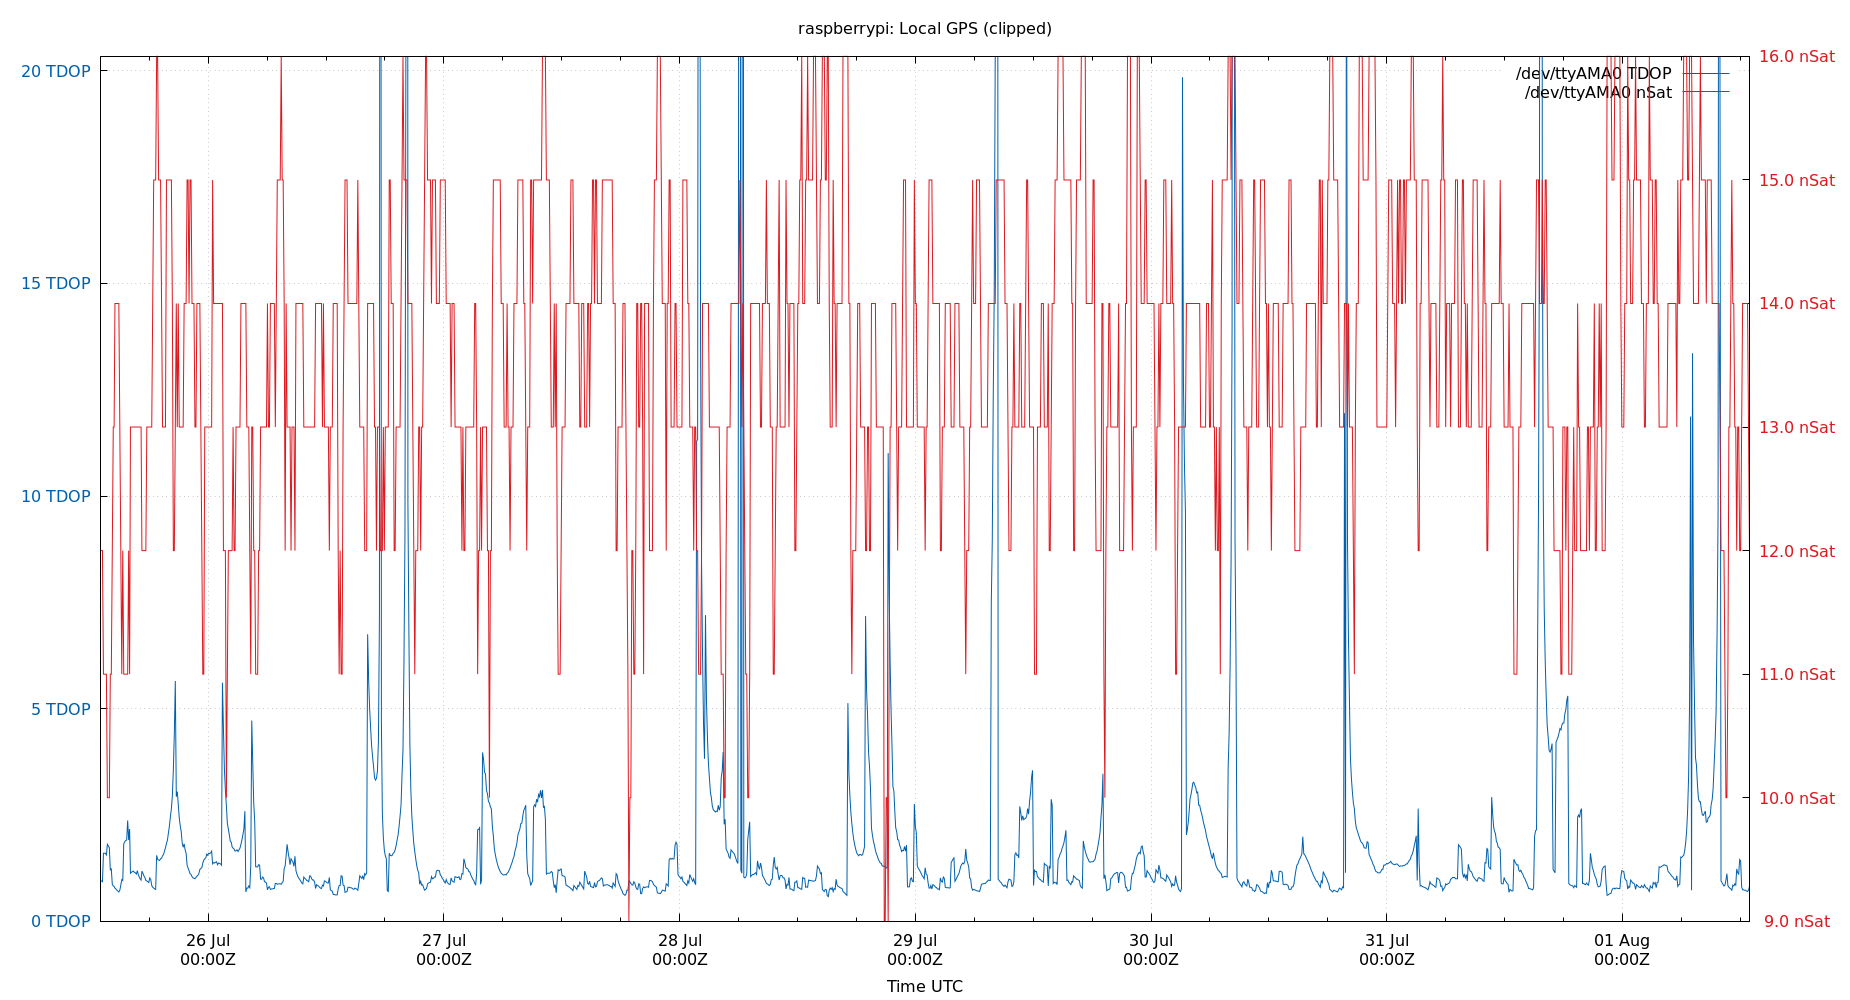 raspberrypi: Local GPS (clipped)
20 TDOP
15 TDOP
10 TDOP
5 TDOP
0 TDOP
16.0 nSat
15.0 nSat
14.0 nSat
13.0 nSat
12.0 nSat
11.0 nSat
10.0 nSat
9.0 nSat
/dev/ttyAMA0 TDOP
/dev/ttyAMA0 nSat
26 Jul
00:00Z
27 Jul
00:00Z
28 Jul
00:00Z
29 Jul
00:00Z
30 Jul
00:00Z
31 Jul
00:00Z
01 Aug
00:00Z
Time UTC